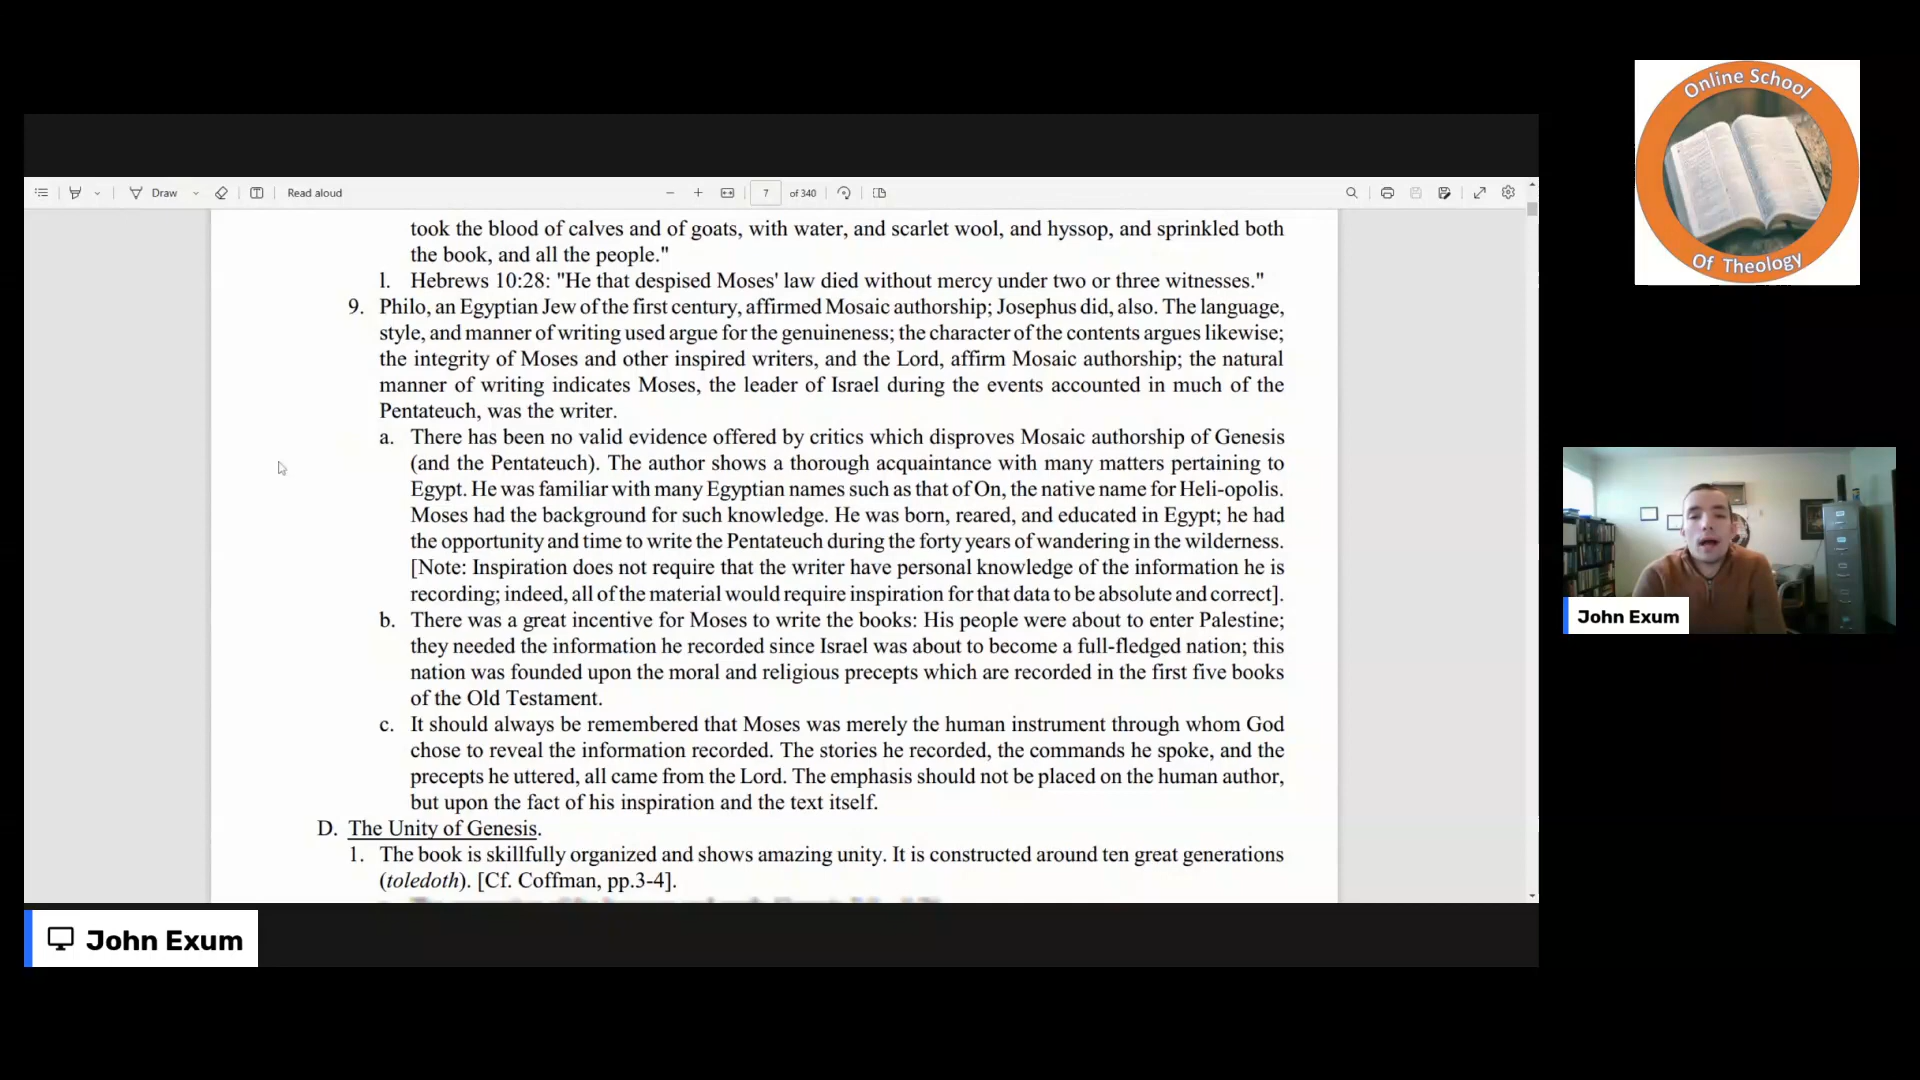 Online School
Of Theology
Draw
Read aloud
7
of 340
took the blood of calves and of goats, with water, and scarlet wool, and hyssop, and sprinkled both
the book, and all the people."
l. Hebrews 10:28: "He that despised Moses' law died without mercy under two or three witnesses."
9. Philo, an Egyptian Jew of the first century, affirmed Mosaic authorship; Josephus did, also. The language,
style, and manner of writing used argue for the genuineness; the character of the contents argues likewise;
the integrity of Moses and other inspired writers, and the Lord, affirm Mosaic authorship; the natural
manner of writing indicates Moses, the leader of Israel during the events accounted in much of the
Pentateuch, was the writer.
a. There has been no valid evidence offered by critics which disproves Mosaic authorship of Genesis
(and the Pentateuch). The author shows a thorough acquaintance with many matters pertaining to
Egypt. He was familiar with many Egyptian names such as that of On, the native name for Heli-opolis.
Moses had the background for such knowledge. He was born, reared, and educated in Egypt; he had
the opportunity and time to write the Pentateuch during the forty years of wandering in the wilderness.
[Note: Inspiration does not require that the writer have personal knowledge of the information he is
recording; indeed, all of the material would require inspiration for that data to be absolute and correct].
b. There was a great incentive for Moses to write the books: His people were about to enter Palestine;
they needed the information he recorded since Israel was about to become a full-fledged nation; this
nation was founded upon the moral and religious precepts which are recorded in the first five books
of the Old Testament.
c. It should always be remembered that Moses was merely the human instrument through whom God
chose to reveal the information recorded. The stories he recorded, the commands he spoke, and the
precepts he uttered, all came from the Lord. The emphasis should not be placed on the human author,
but upon the fact of his inspiration and the text itself.
D. The Unity of Genesis.
1. The book is skillfully organized and shows amazing unity. It is constructed around ten great generations
(toledoth). [Cf. Coffman, pp.3-4].
John Exum
John Exum